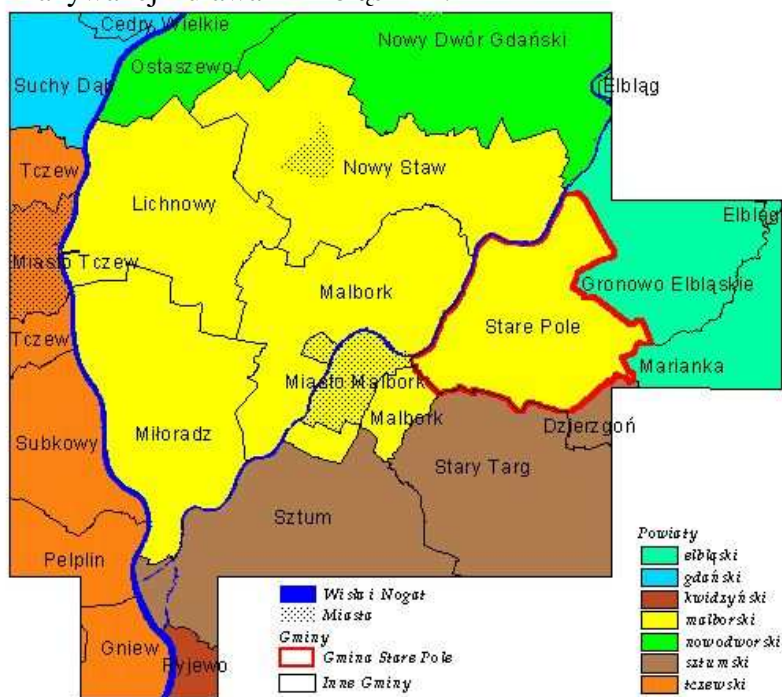 Cedry Wielkie
Nowy Dwór Gdański
Ostaszewo
Suchy Dąb
Elbląg
Tczew
Nowy Staw
Lichnowy
Elbląg
Miasto Tczew
Gronowo Elbląskie
Malbork
Stare Pole
Tczew
Marianka
Miasto Malbork
Malbork
Dzierzgoń
Subkowy
Miłoradz
Stary Targ
Sztum
Pelplin
Gniew
Ryjewo
Wisła i Nogat
Miasta
Gminy
Gmina Stare Pole
Inne Gminy
Powiaty
elbląski
gdański
kwidzyński
malborski
nowodworski
sztumski
tczewski